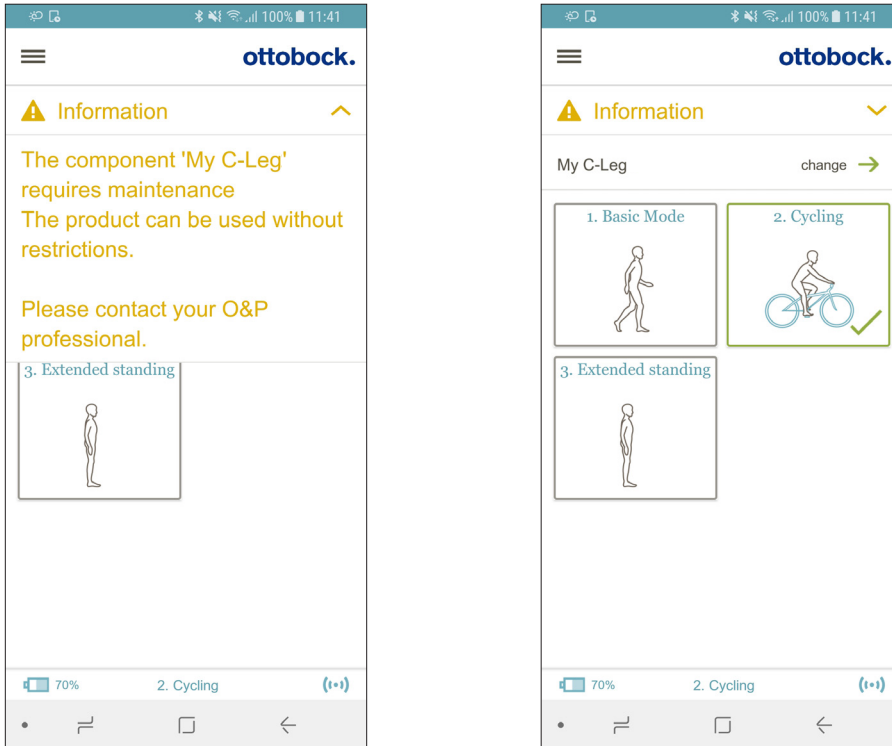 100% 11:41
ottobock.
Information
The component 'My C-Leg'
requires maintenance
The product can be used without
restrictions.
Please contact your O&P
professional.
3. Extended standing
70%
2. Cycling
100% 11:41
ottobock.
Information
My C-Leg
change
1. Basic Mode
2. Cycling
3. Extended standing
70%
2. Cycling